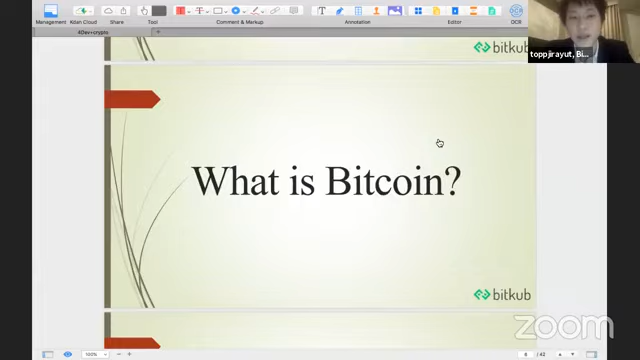 Management
Kdan Cloud
Share
Tool
Comment & Markup
Annotation
Editor
OCR
4Dev+crypto
bitkub
toppjirayut, Bi...
What is Bitcoin?
bitkub
zoom
100%
6 / 42